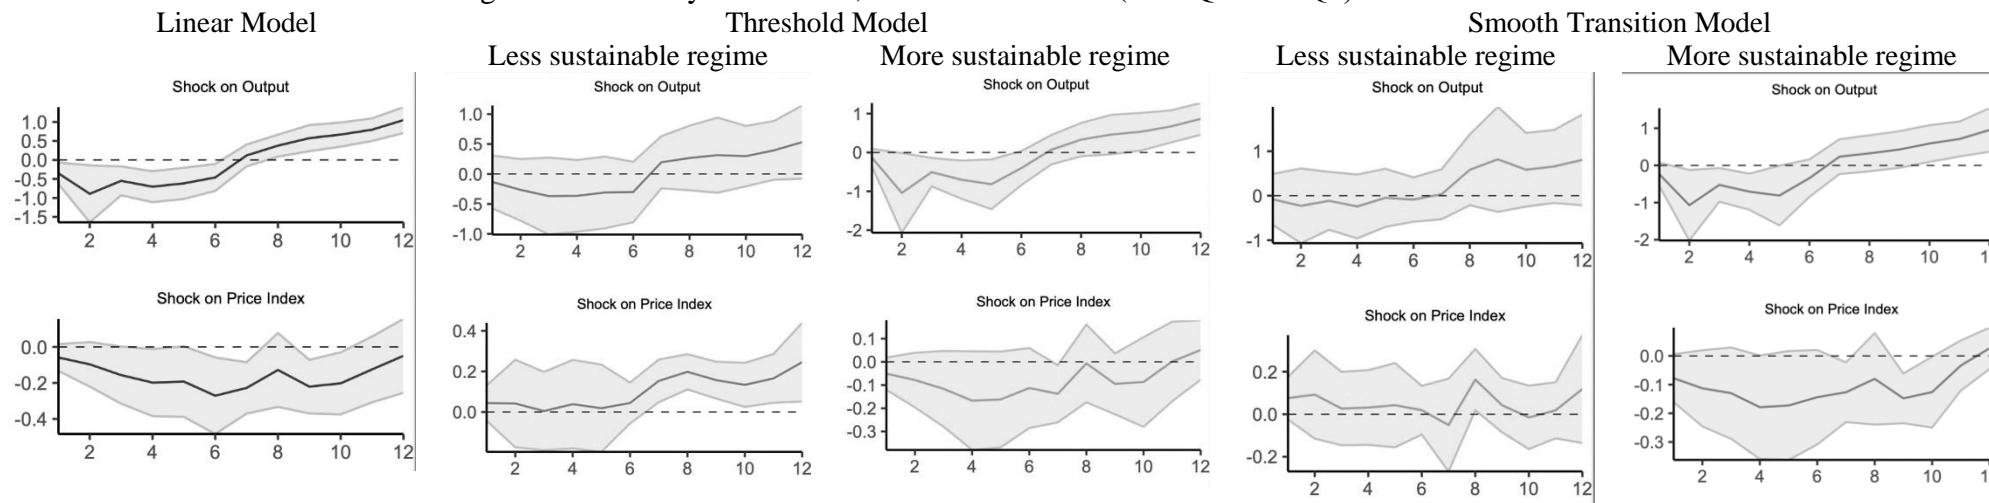 Linear Model
Threshold Model
Smooth Transition Model
Less sustainable regime
More sustainable regime
Less sustainable regime
More sustainable regime
Shock on Output
1.0
0.5
0.0
-0.5
-1.0
-1.5
2 4 6 8 10 12
Shock on Output
1.0
0.5
0.0
-0.5
-1.0
2 4 6 8 10 12
Shock on Output
1
0
-1
-2
2 4 6 8 10 12
Shock on Output
1
0
-1
2 4 6 8 10 12
Shock on Output
1
0
-1
-2
2 4 6 8 10
Shock on Price Index
0.0
-0.2
-0.4
2 4 6 8 10 12
Shock on Price Index
0.4
0.2
0.0
2 4 6 8 10 12
Shock on Price Index
0.1
0.0
-0.1
-0.2
-0.3
2 4 6 8 10 12
Shock on Price Index
0.2
0.0
-0.2
2 4 6 8 10 12
Shock on Price Index
0.0
-0.1
-0.2
-0.3
2 4 6 8 10